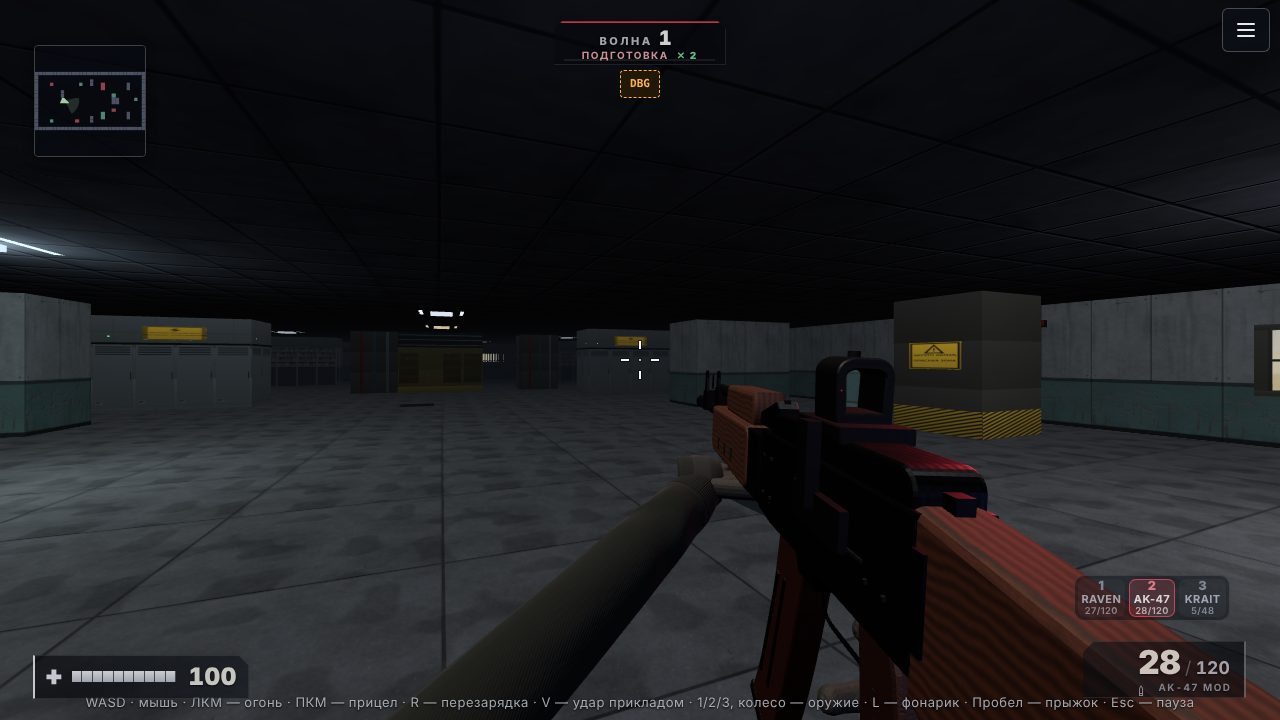 ВОЛНА 1
ПОДГОТОВКА × 2
DBG
1
RAVEN
27/120
2
AK-47
28/120
3
KRAIT
5/48
100
28 / 120
AK-47 MOD
WASD · мышь · ЛКМ — огонь · ПКМ — прицел · R — перезарядка · V — удар прикладом · 1/2/3, колесо — оружие · L — фонарик · Пробел — прыжок · Esc — пауза